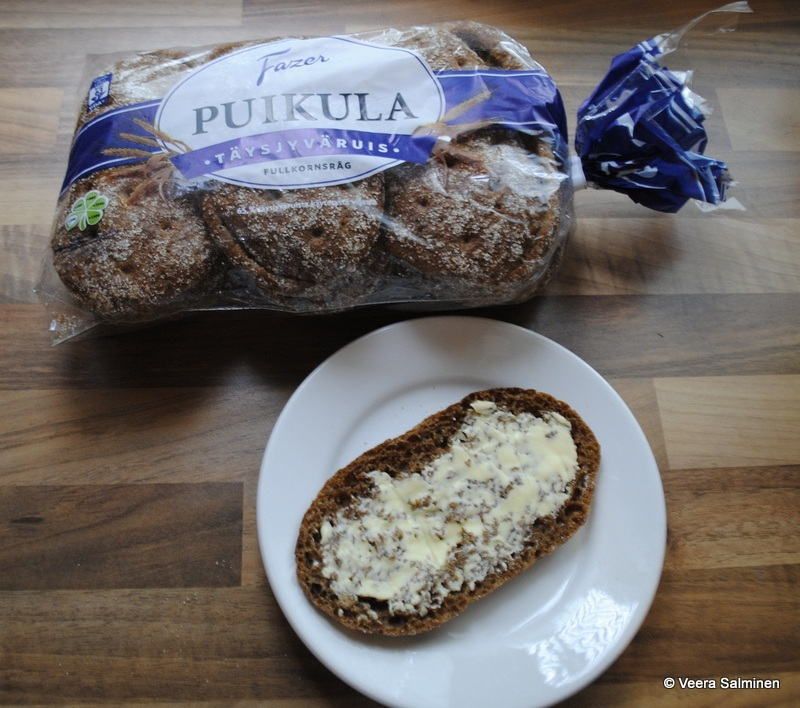 Fazer
PUIKULA
• TÄYSJYVÄRUIS •
FULLKORNSRÅG
© Veera Salminen